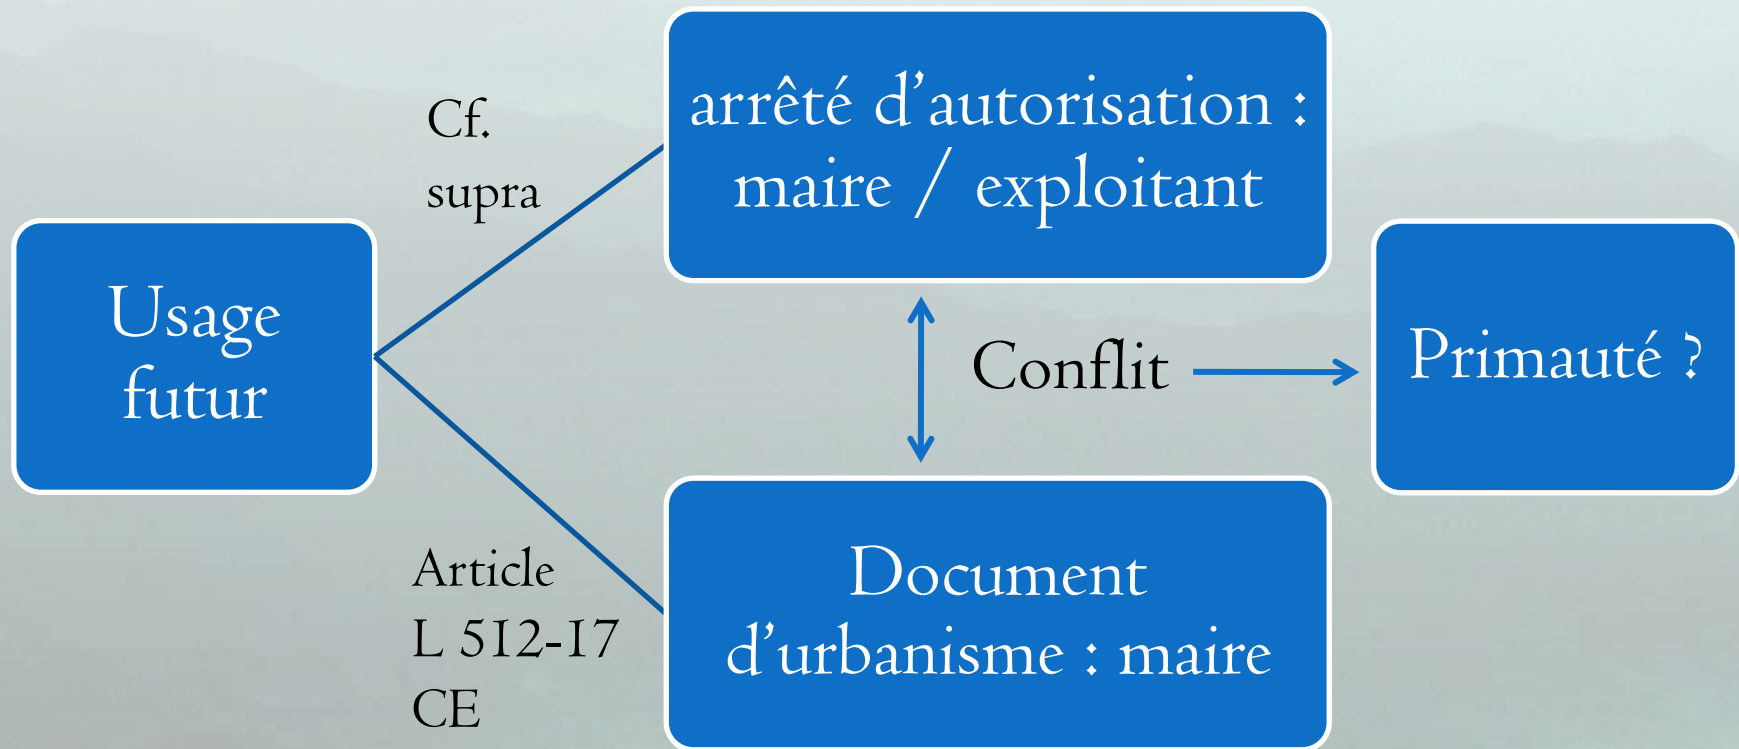 Usage
futur
Cf.
supra
Article
L 512-17
CE
arrêté d’autorisation :
maire / exploitant
Conflit
Document
d’urbanisme : maire
Primauté ?